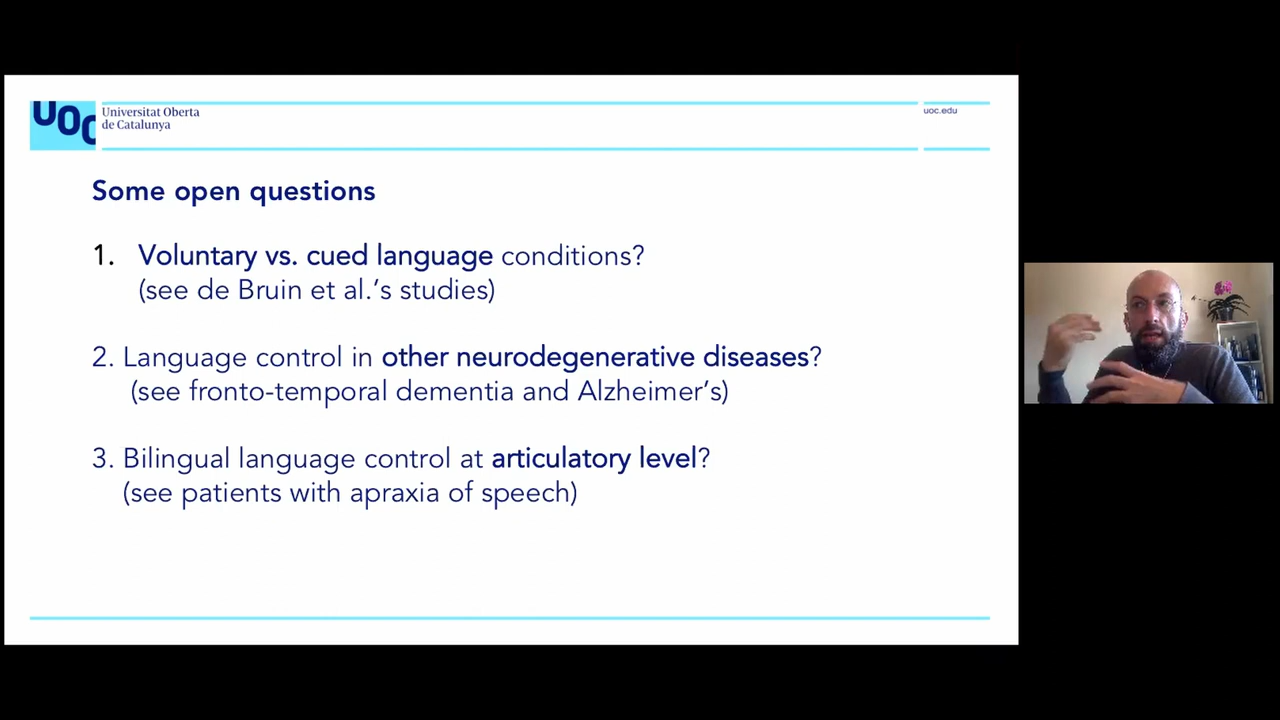 UOC
Universitat Oberta
de Catalunya
uoc.edu
Some open questions
1. Voluntary vs. cued language conditions?
(see de Bruin et al.’s studies)
2. Language control in other neurodegenerative diseases?
(see fronto-temporal dementia and Alzheimer’s)
3. Bilingual language control at articulatory level?
(see patients with apraxia of speech)